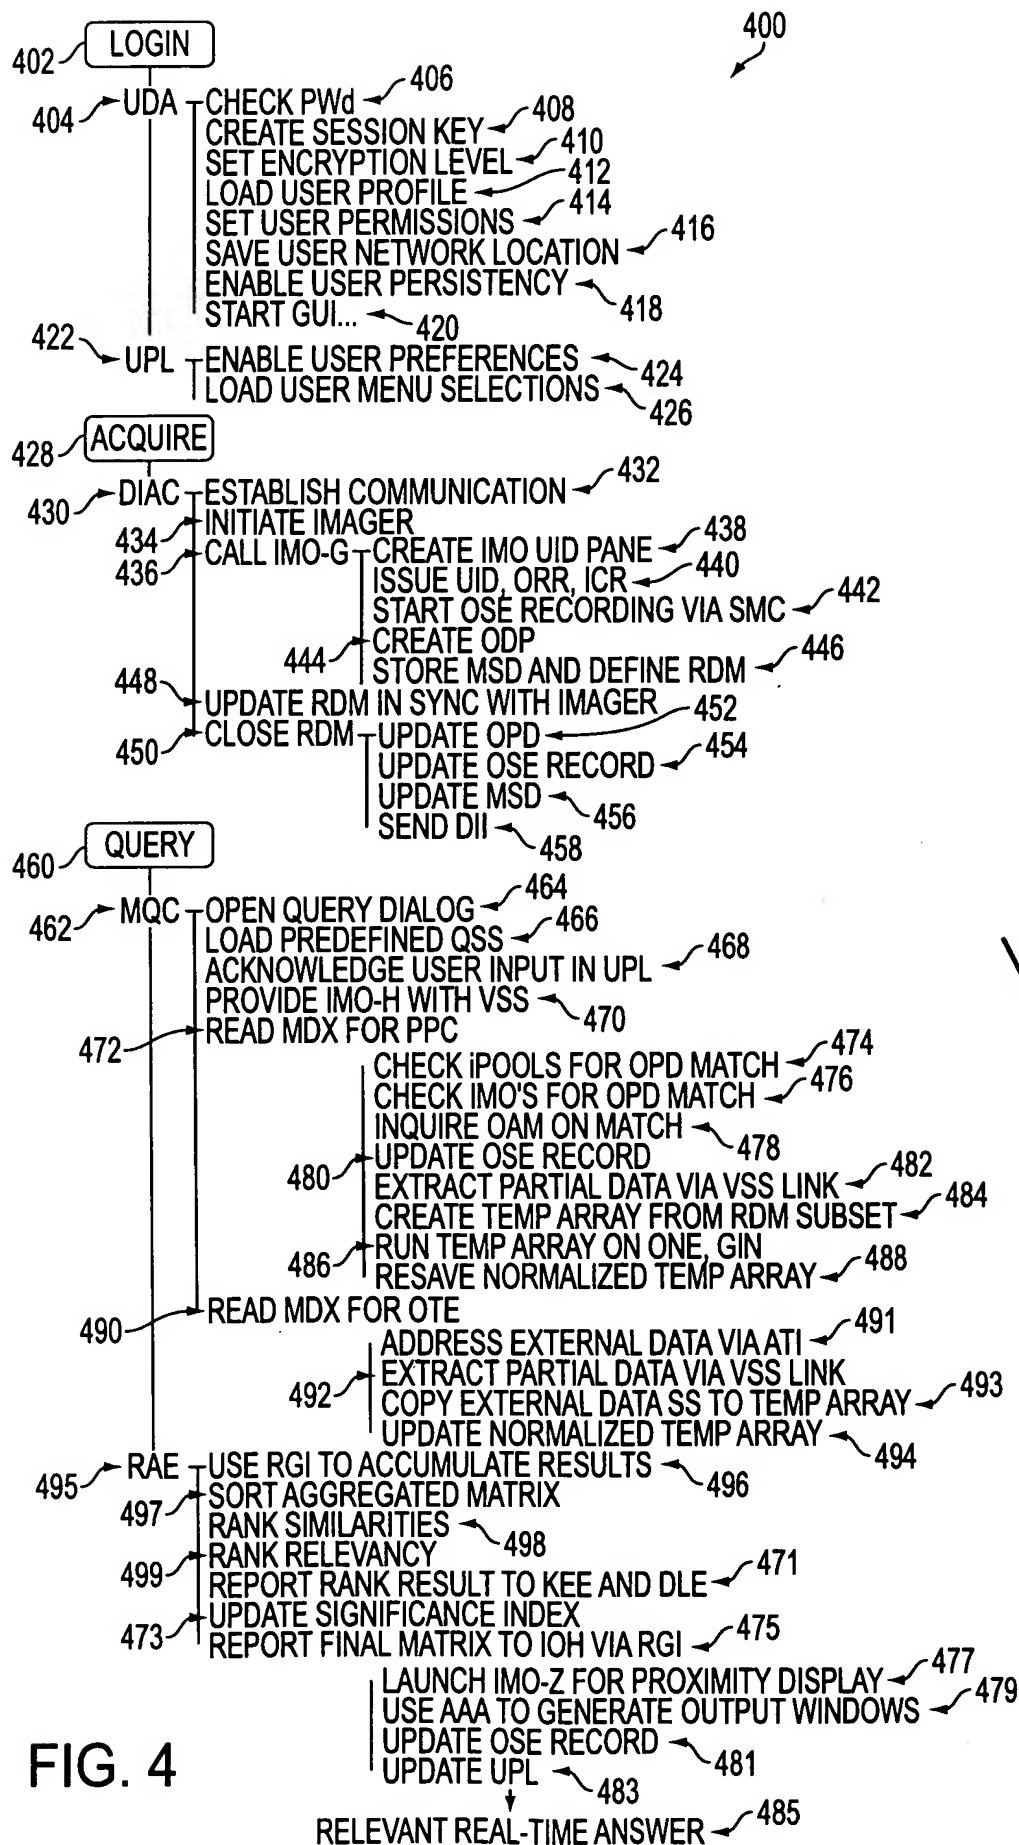 400
LOGIN
402
UDA
404
CHECK PWd 406
CREATE SESSION KEY 408
SET ENCRYPTION LEVEL 410
LOAD USER PROFILE 412
SET USER PERMISSIONS 414
SAVE USER NETWORK LOCATION 416
ENABLE USER PERSISTENCY 418
START GUI... 420
422
UPL ENABLE USER PREFERENCES 424
LOAD USER MENU SELECTIONS 426
ACQUIRE
428
430 DIAC ESTABLISH COMMUNICATION 432
434 INITIATE IMAGER
436 CALL IMO-G CREATE IMO UID PANE 438
ISSUE UID, ORR, ICR 440
START OSE RECORDING VIA SMC 442
444 CREATE ODP
STORE MSD AND DEFINE RDM 446
448 UPDATE RDM IN SYNC WITH IMAGER
450 CLOSE RDM UPDATE OPD 452
UPDATE OSE RECORD 454
UPDATE MSD 456
SEND DII 458
QUERY
460
462 MQC OPEN QUERY DIALOG 464
LOAD PREDEFINED QSS 466
ACKNOWLEDGE USER INPUT IN UPL 468
PROVIDE IMO-H WITH VSS 470
472 READ MDX FOR PPC
CHECK iPOOLS FOR OPD MATCH 474
CHECK IMO'S FOR OPD MATCH 476
INQUIRE OAM ON MATCH 478
480 UPDATE OSE RECORD
EXTRACT PARTIAL DATA VIA VSS LINK 482
CREATE TEMP ARRAY FROM RDM SUBSET 484
486 RUN TEMP ARRAY ON ONE, GIN
RESAVE NORMALIZED TEMP ARRAY 488
490 READ MDX FOR OTE
ADDRESS EXTERNAL DATA VIA ATI 491
492 EXTRACT PARTIAL DATA VIA VSS LINK
COPY EXTERNAL DATA SS TO TEMP ARRAY 493
UPDATE NORMALIZED TEMP ARRAY 494
495 RAE USE RGI TO ACCUMULATE RESULTS 496
497 SORT AGGREGATED MATRIX
RANK SIMILARITIES 498
499 RANK RELEVANCY
REPORT RANK RESULT TO KEE AND DLE 471
473 UPDATE SIGNIFICANCE INDEX
REPORT FINAL MATRIX TO IOH VIA RGI 475
LAUNCH IMO-Z FOR PROXIMITY DISPLAY 477
USE AAA TO GENERATE OUTPUT WINDOWS 479
UPDATE OSE RECORD 481
UPDATE UPL 483
RELEVANT REAL-TIME ANSWER 485
FIG. 4